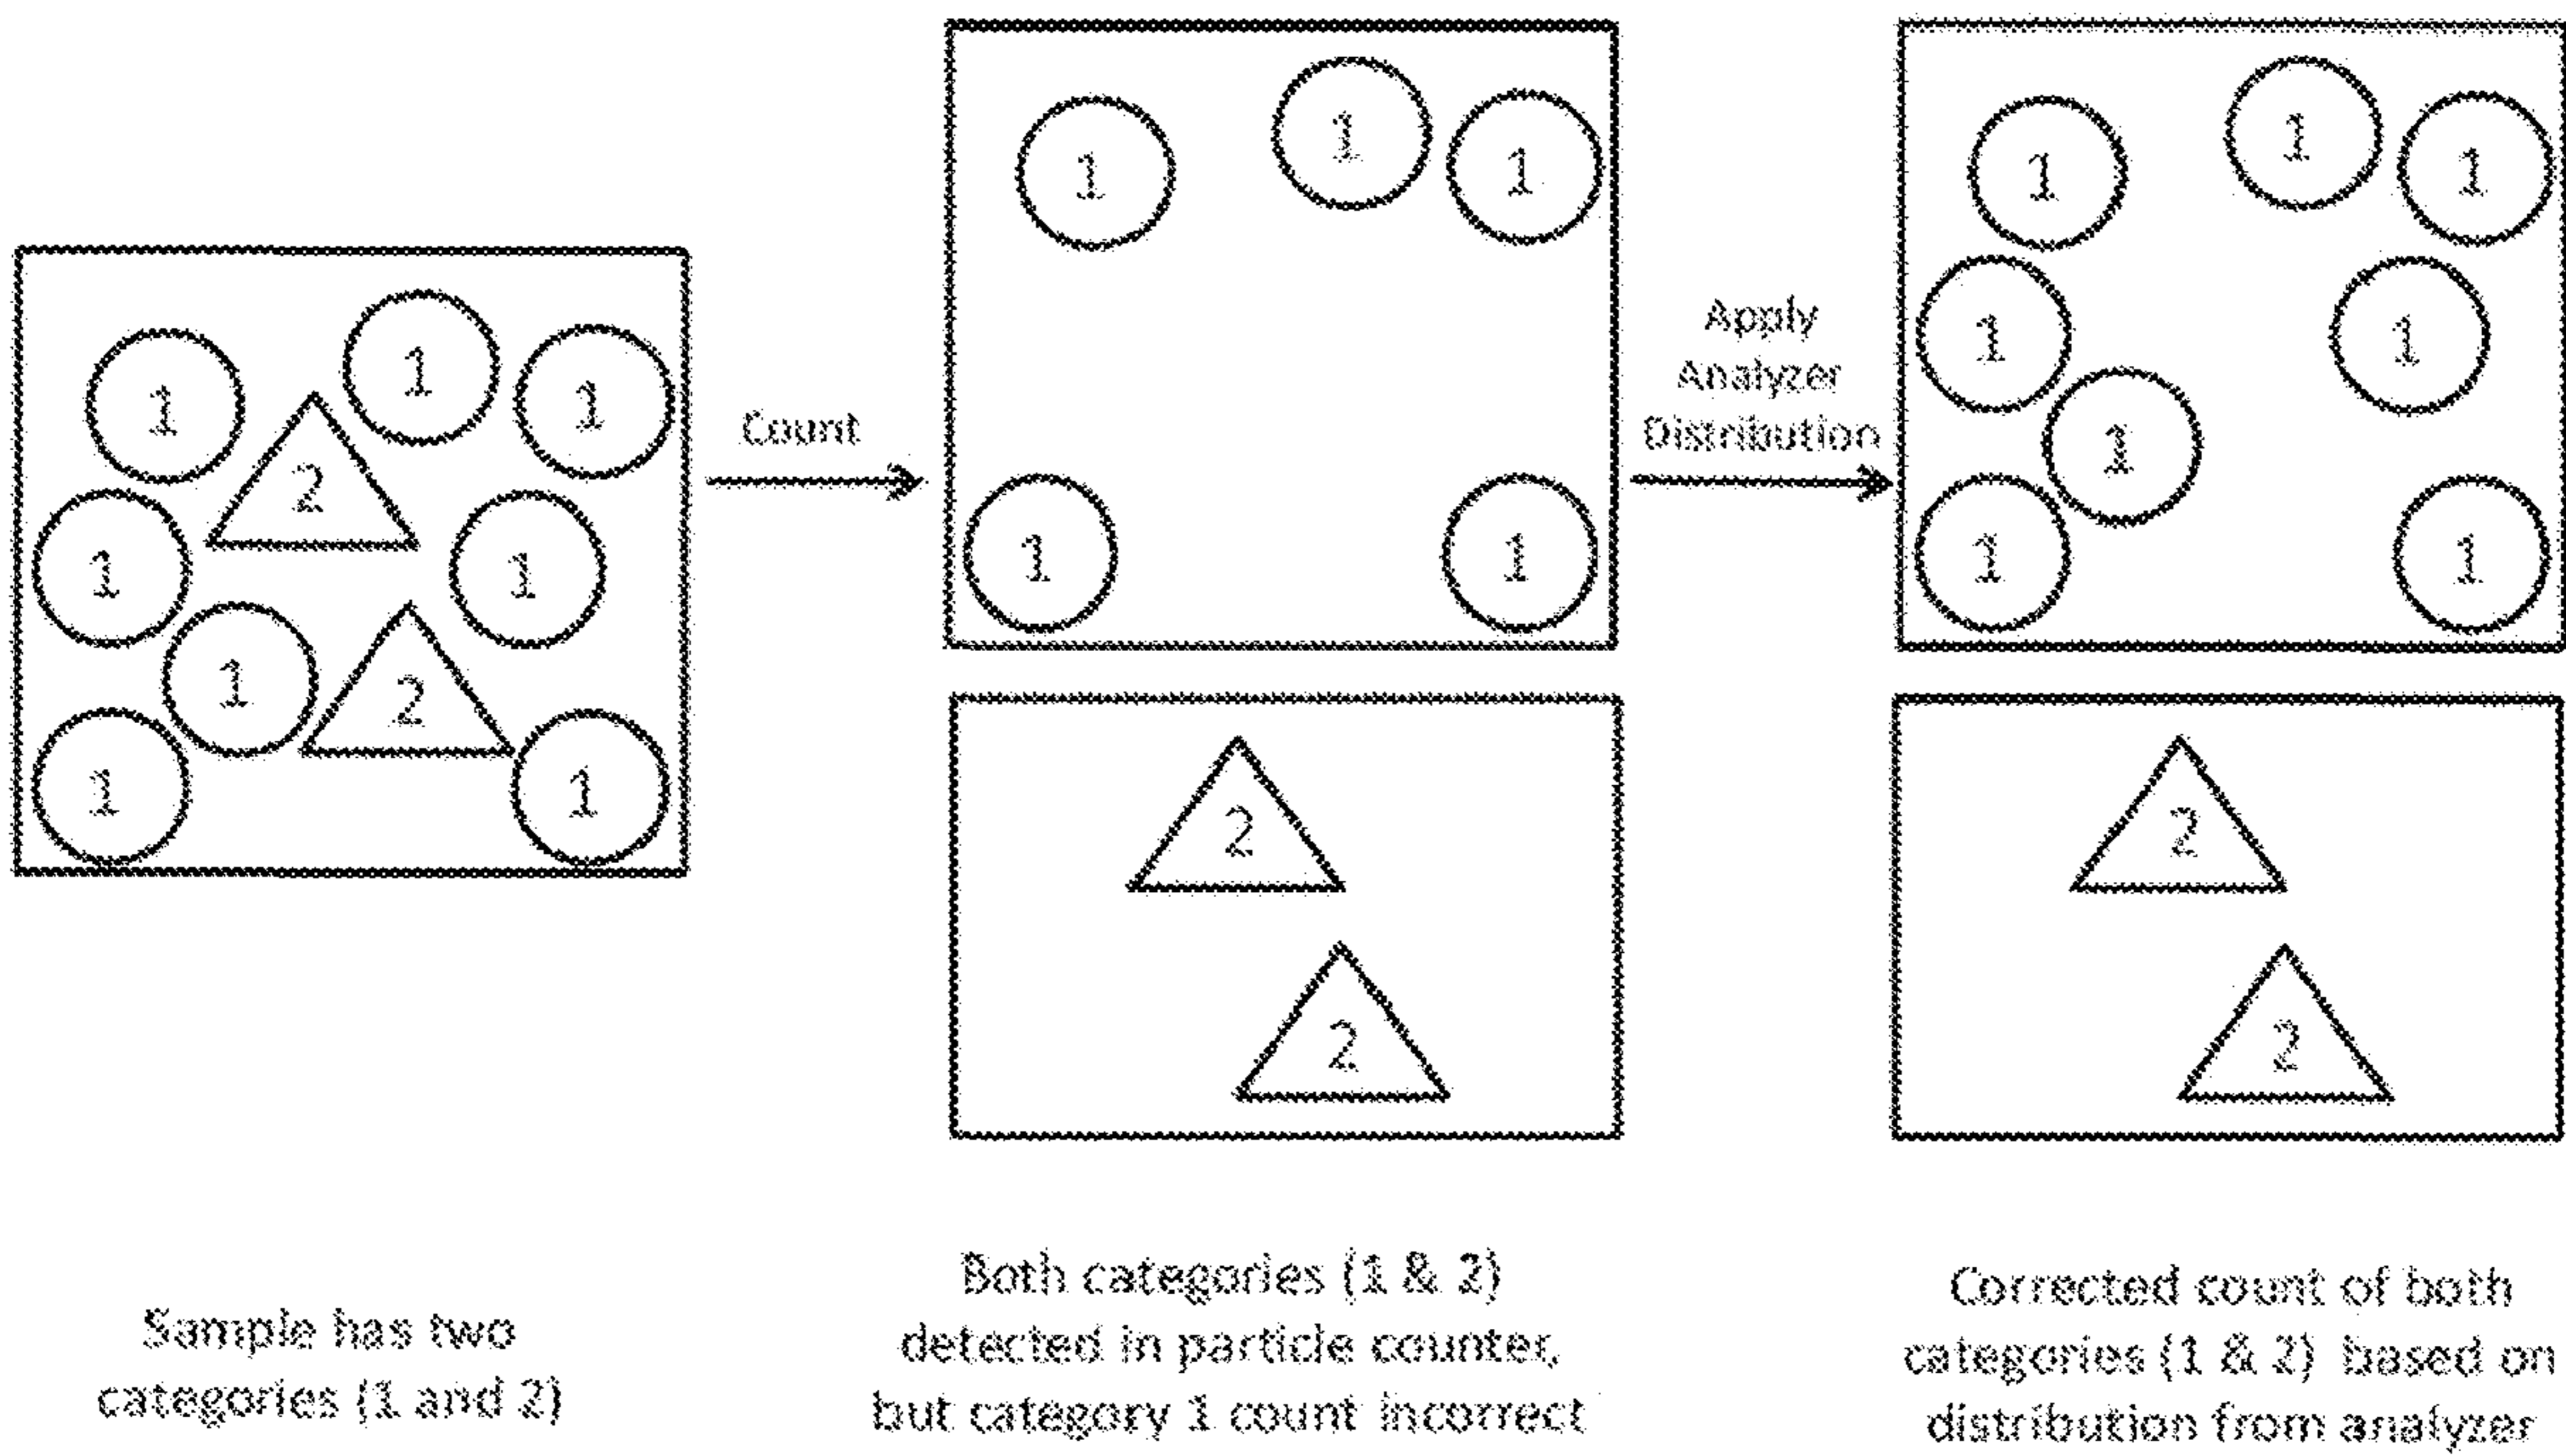 1
1
1
2
1
1
1
2
1
1
Count
1
1
1
1
1
2
2
Apply
Analyzer
Distribution
1
1
1
1
1
1
1
1
2
2
Sample has two
categories (1 and 2)
Both categories (1 & 2)
detected in particle counter,
but category 1 count incorrect
Corrected count of both
categories (1 & 2) based on
distribution from analyzer